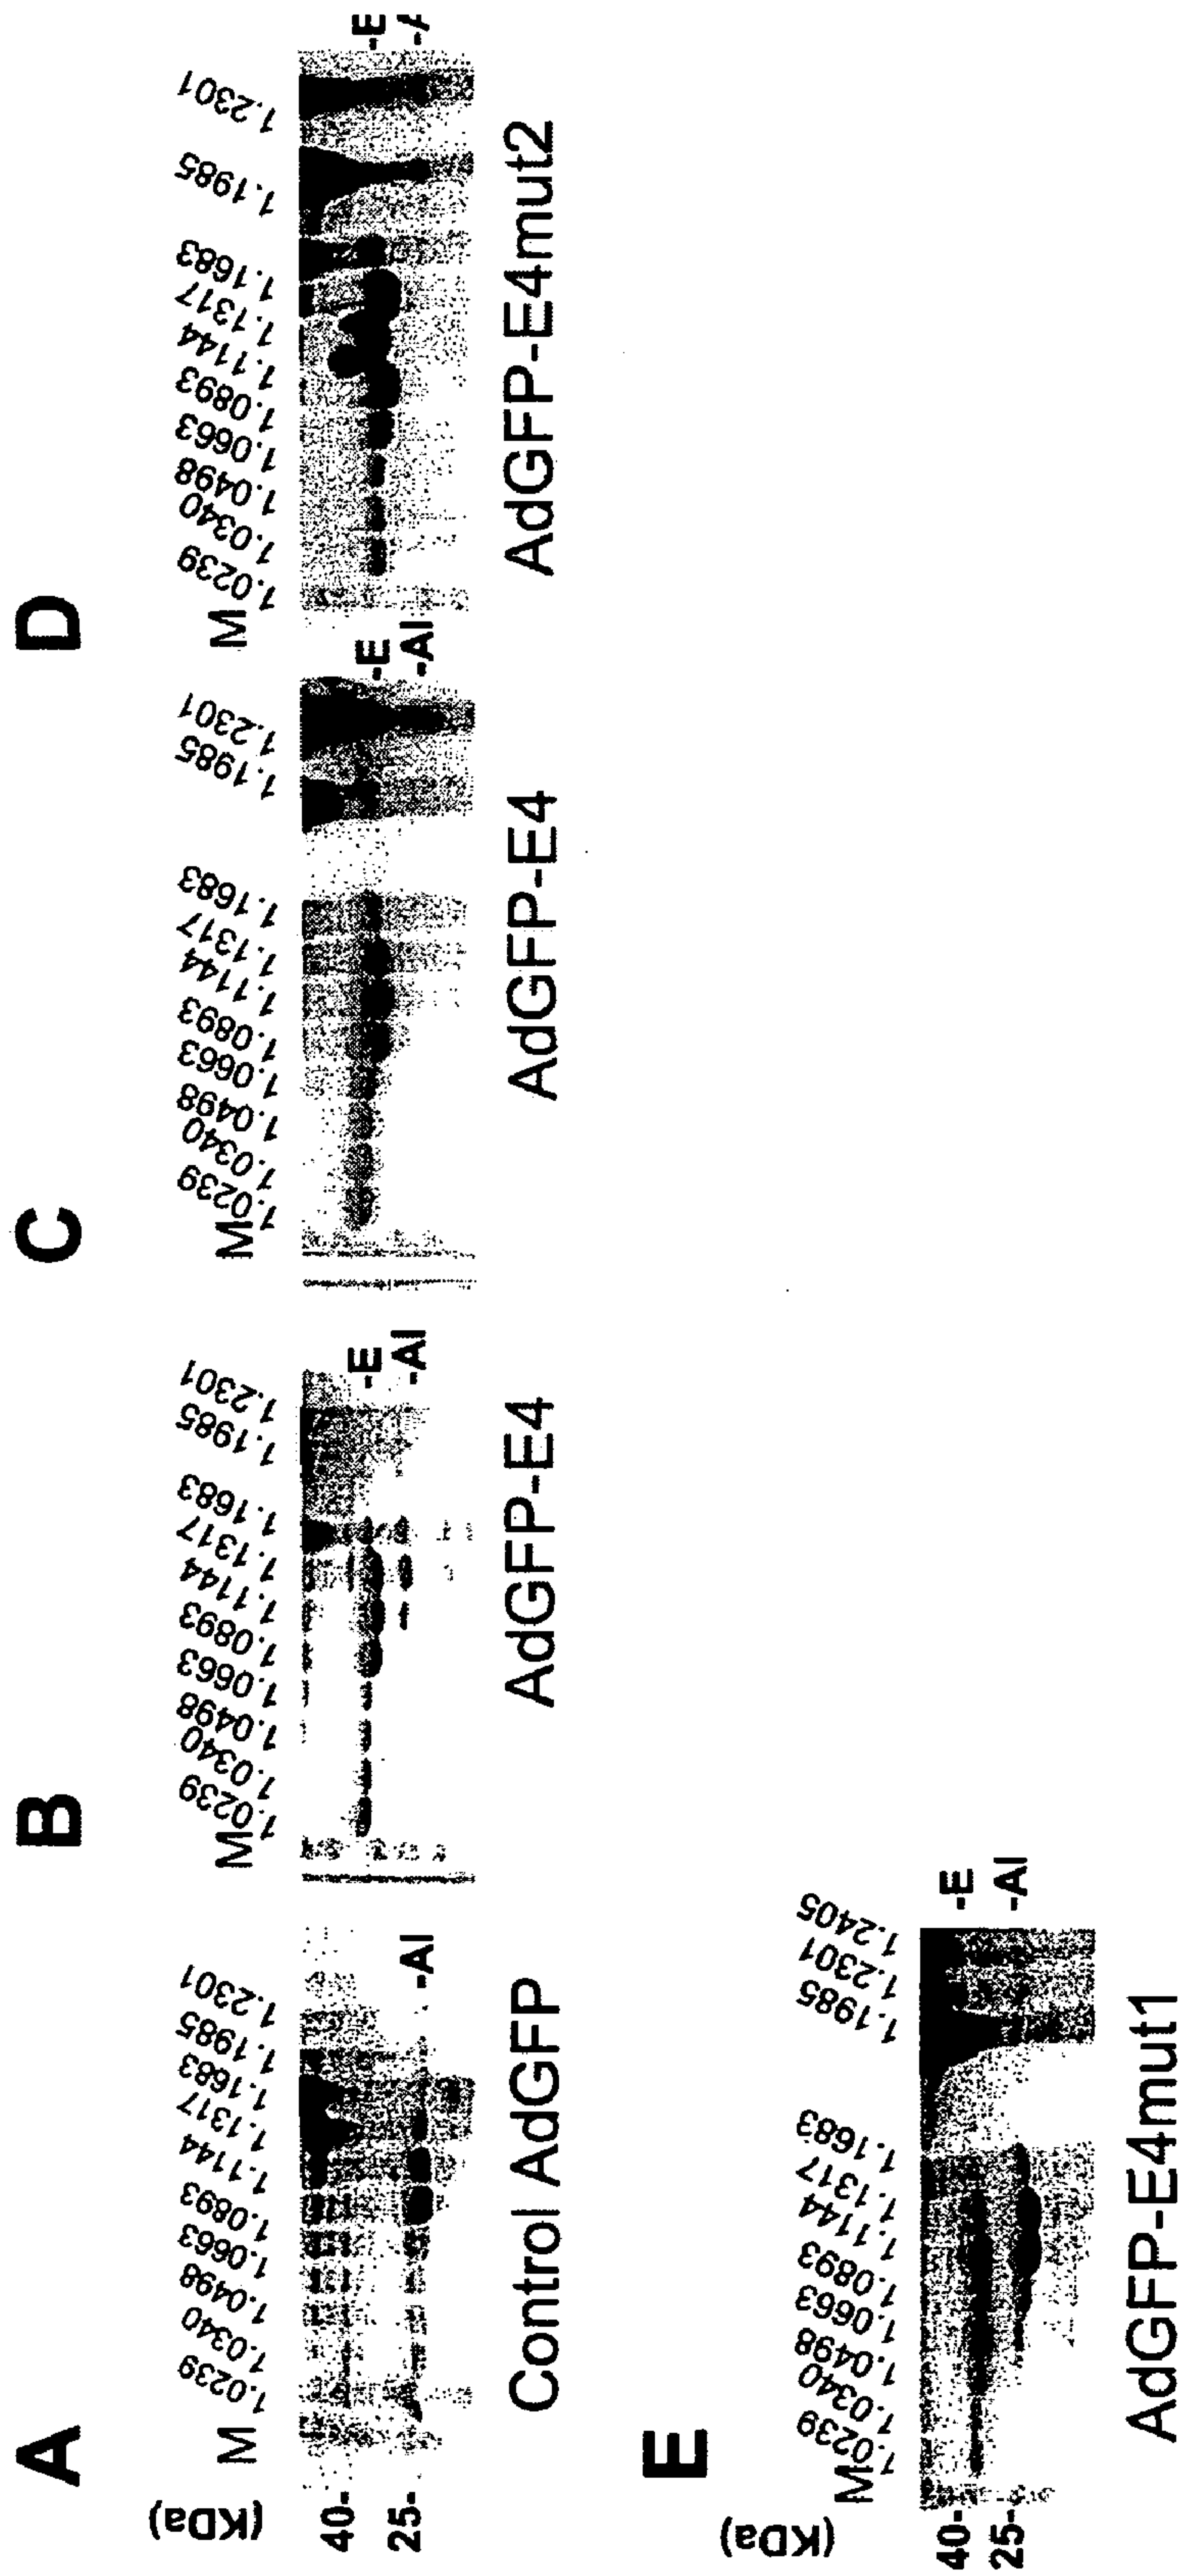 A
(KDa)
M 1.0239 1.0340 1.0498 1.0663 1.0893 1.1144 1.1317 1.1683 1.1985 1.2301
40-
25-
-AI
Control AdGFP
B
M 1.0239 1.0340 1.0498 1.0663 1.0893 1.1144 1.1317 1.1683 1.1985 1.2301
-E
-AI
AdGFP-E4
C
M 1.0239 1.0340 1.0498 1.0663 1.0893 1.1144 1.1317 1.1683 1.1985 1.2301
-E
-AI
AdGFP-E4
D
M 1.0239 1.0340 1.0498 1.0663 1.0893 1.1144 1.1317 1.1683 1.1985 1.2301
-E
AdGFP-E4mut2
E
(KDa)
M 1.0239 1.0340 1.0498 1.0663 1.0893 1.1144 1.1317 1.1683 1.1985 1.2301 1.2405
40-
25-
-E
-AI
AdGFP-E4mut1